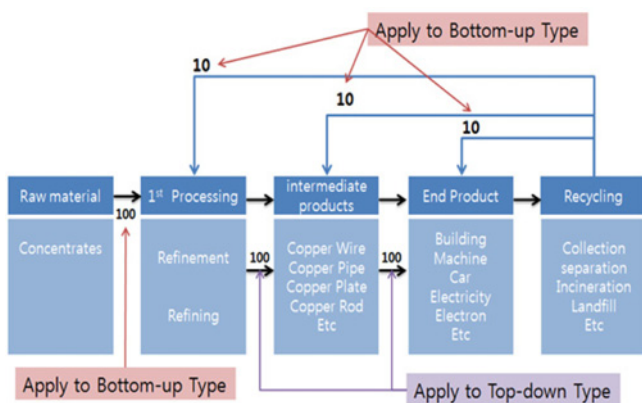 Apply to Bottom-up Type
10
10
10
Raw material
1st Processing
intermediate
products
End Product
Recycling
100
Concentrates
Refinement
Refining
100
Copper Wire
Copper Pipe
Copper Plate
Copper Rod
Etc
100
Building
Machine
Car
Electricity
Electron
Etc
Collection
separation
Incineration
Landfill
Etc
Apply to Bottom-up Type
Apply to Top-down Type